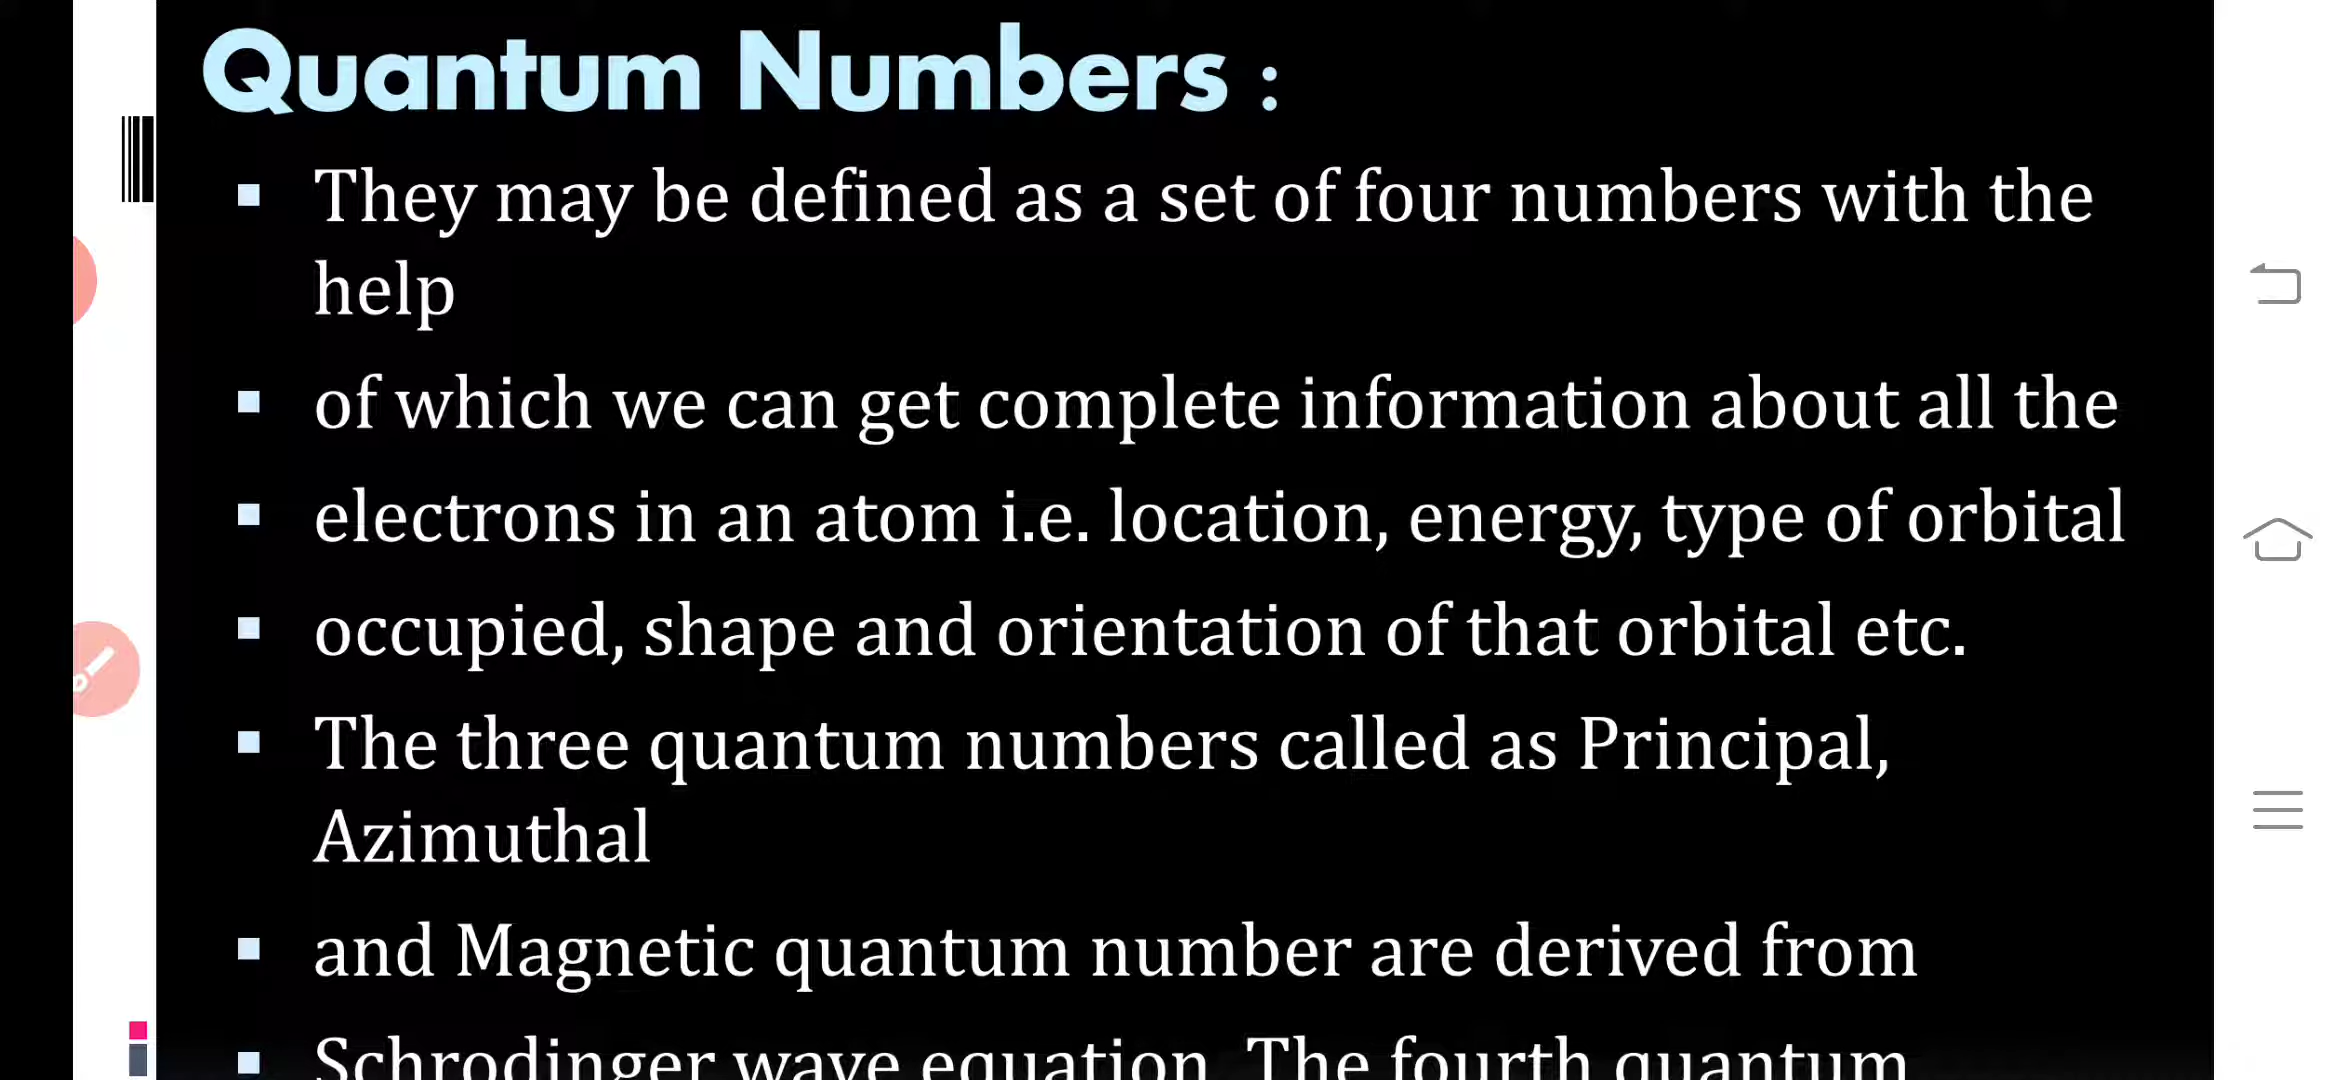 Quantum Numbers :
They may be defined as a set of four numbers with the
help
of which we can get complete information about all the
electrons in an atom i.e. location, energy, type of orbital
occupied, shape and orientation of that orbital etc.
The three quantum numbers called as Principal,
Azimuthal
and Magnetic quantum number are derived from
Schrodinger wave equation. The fourth quantum